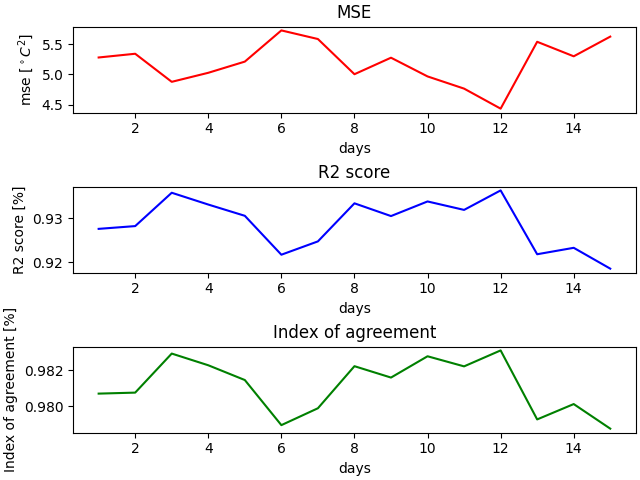 MSE
mse [$^\circ C^2$]
5.5
5.0
4.5
2 4 6 8 10 12 14
days
R2 score
R2 score [%]
0.93
0.92
2 4 6 8 10 12 14
days
Index of agreement
Index of agreement [%]
0.982
0.980
2 4 6 8 10 12 14
days